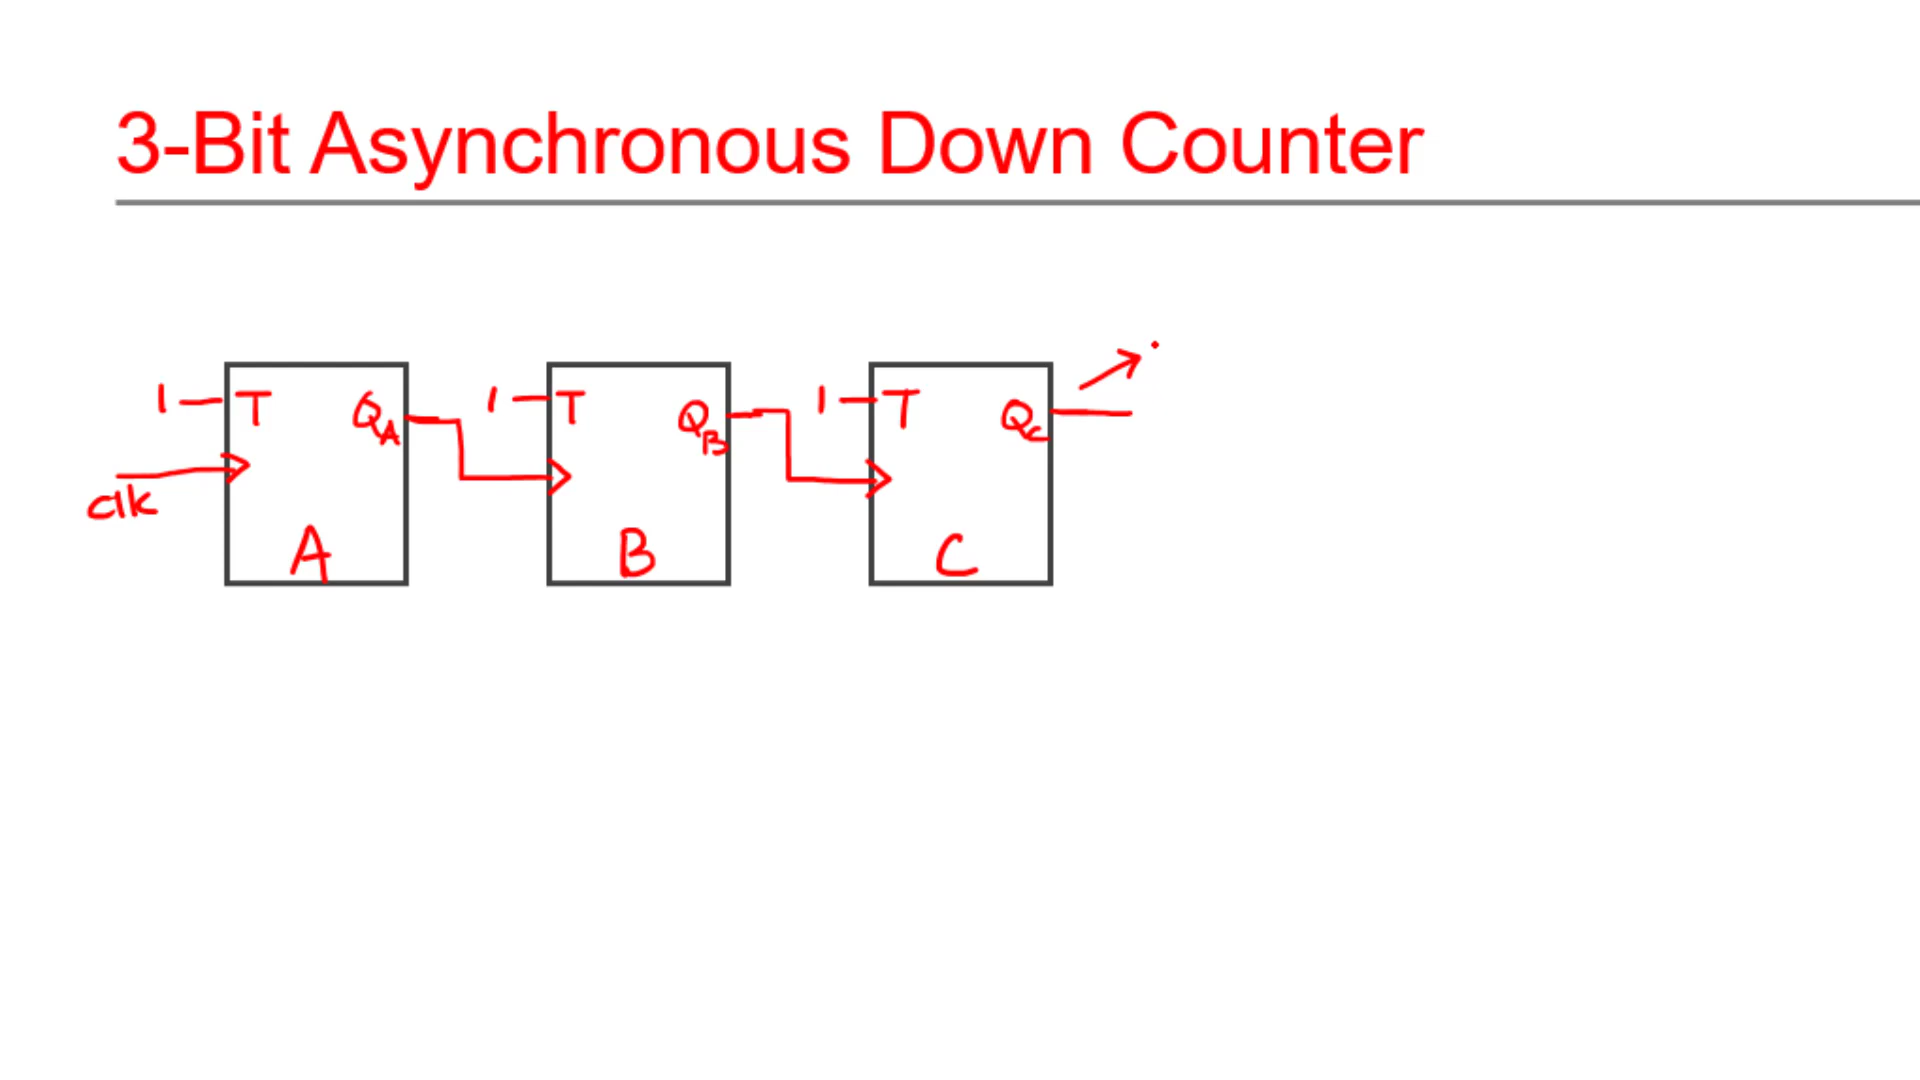 3-Bit Asynchronous Down Counter
1 T QA 1 T QB 1 T QC
clk
A B C